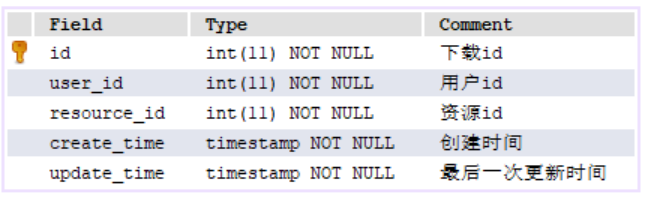 Field Type Comment
id int(11) NOT NULL 下载id
user_id int(11) NOT NULL 用户id
resource_id int(11) NOT NULL 资源id
create_time timestamp NOT NULL 创建时间
update_time timestamp NOT NULL 最后一次更新时间